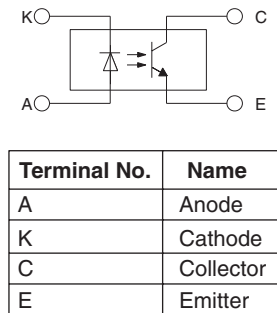 K C
A E
Terminal No. Name
A Anode
K Cathode
C Collector
E Emitter